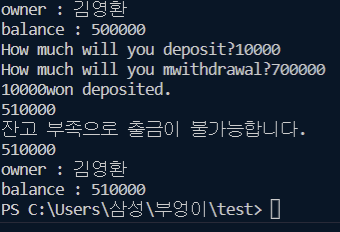 owner : 김영환
balance : 500000
How much will you deposit?10000
How much will you mwithdrawal?700000
10000won deposited.
510000
잔고 부족으로 출금이 불가능합니다.
510000
owner : 김영환
balance : 510000
PS C:\Users\삼성\부엉이\test>